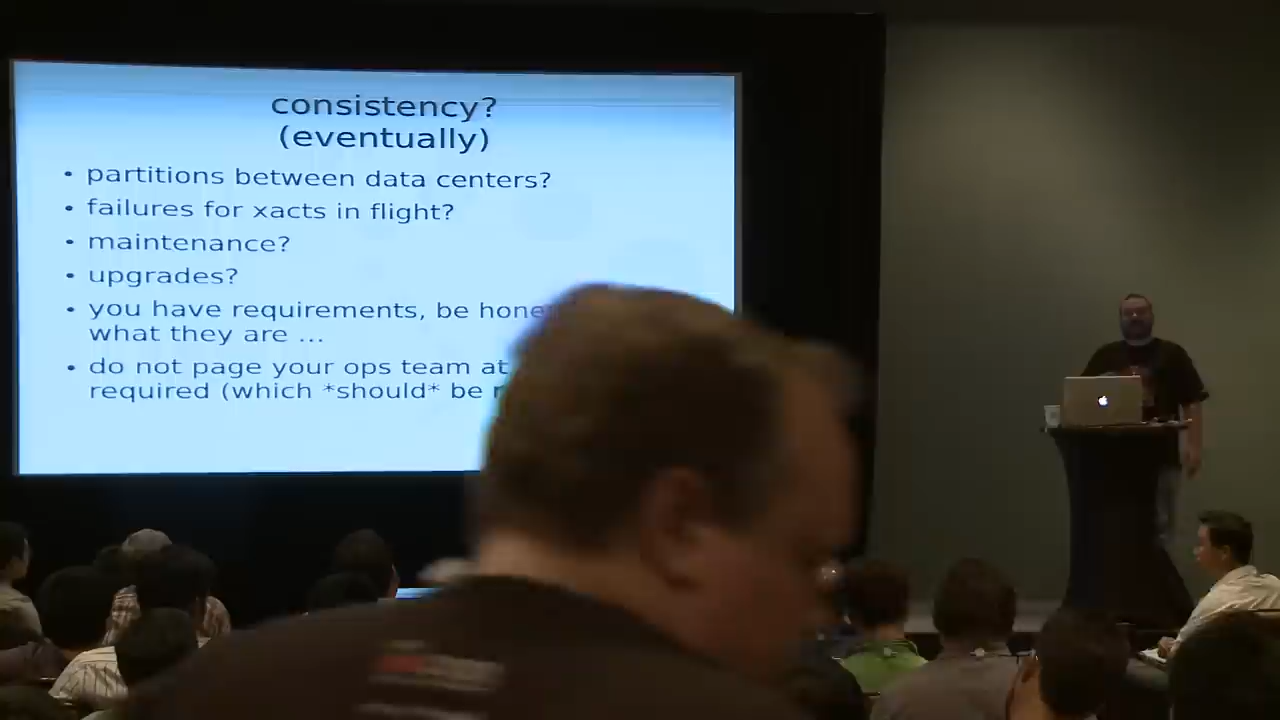 consistency?
(eventually)
• partitions between data centers?
• failures for xacts in flight?
• maintenance?
• upgrades?
• you have requirements, be
what they are ...
• do not page your ops team at
required (which *should* be